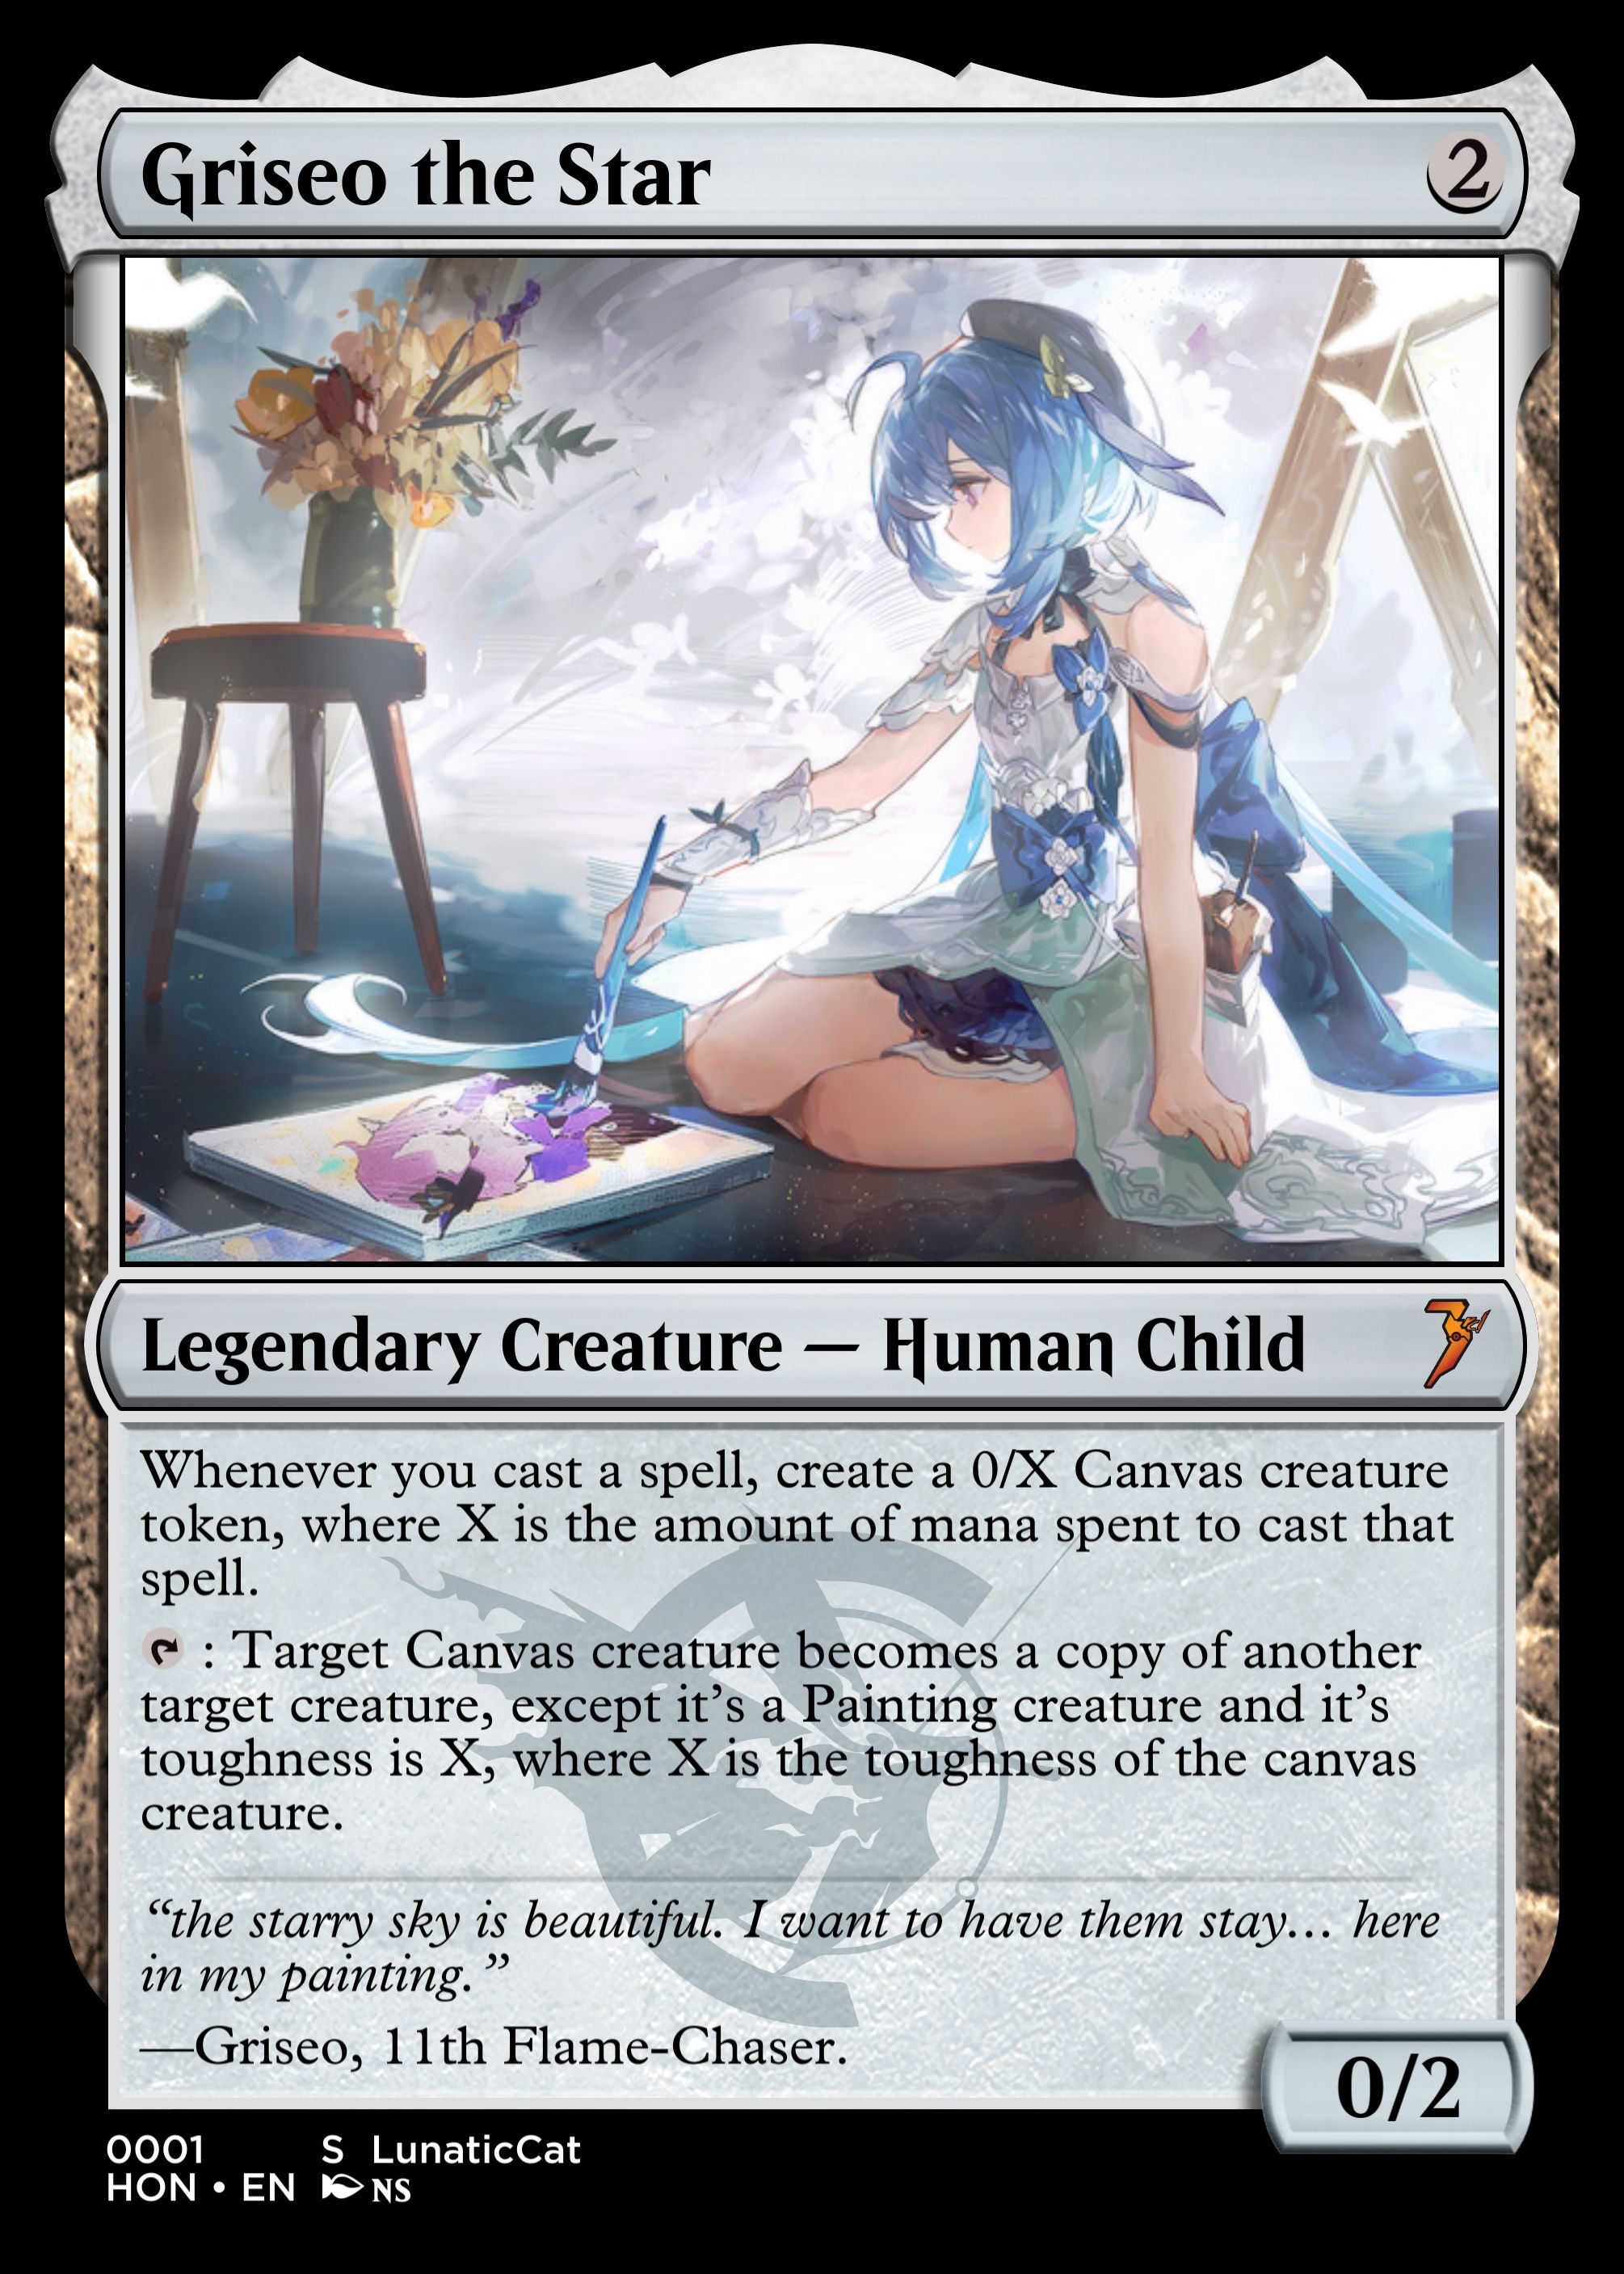 Griseo the Star 2
Legendary Creature — Human Child
Whenever you cast a spell, create a 0/X Canvas creature
token, where X is the amount of mana spent to cast that
spell.
: Target Canvas creature becomes a copy of another
target creature, except it’s a Painting creature and it’s
toughness is X, where X is the toughness of the canvas
creature.
“the starry sky is beautiful. I want to have them stay… here
in my painting.”
—Griseo, 11th Flame-Chaser.
0/2
0001 S LunaticCat
HON • EN NS